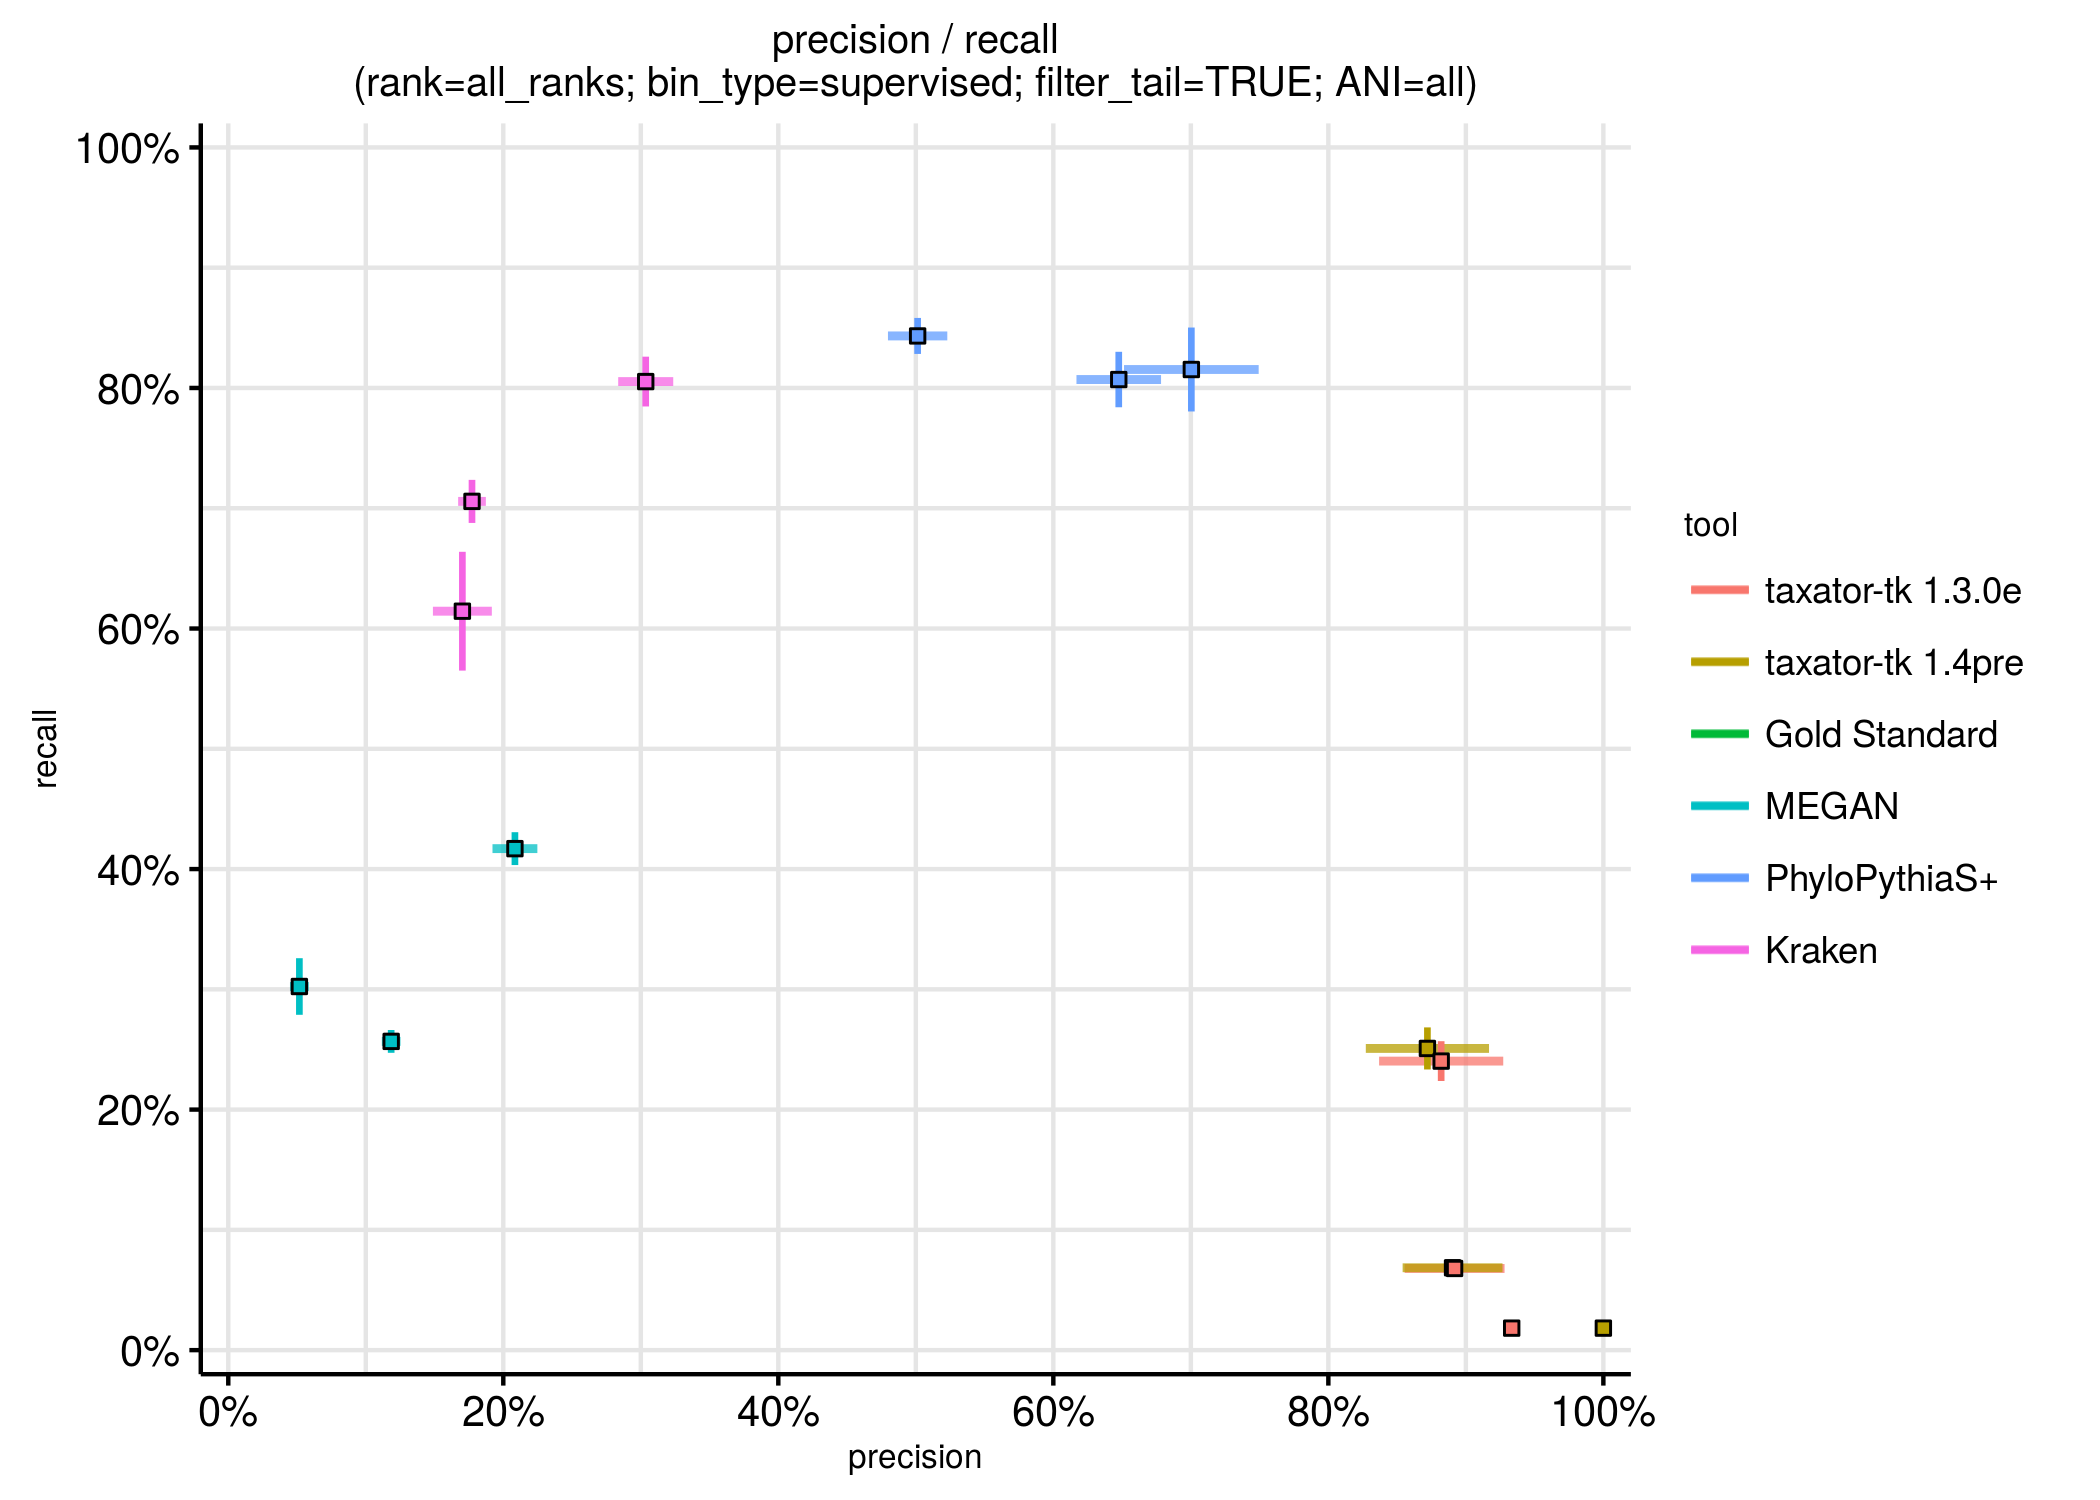 precision / recall
(rank=all_ranks; bin_type=supervised; filter_tail=TRUE; ANI=all)
100%
80%
60%
40%
20%
0%
recall
0%
20%
40%
60%
80%
100%
precision
tool
taxator-tk 1.3.0e
taxator-tk 1.4pre
Gold Standard
MEGAN
PhyloPythiaS+
Kraken